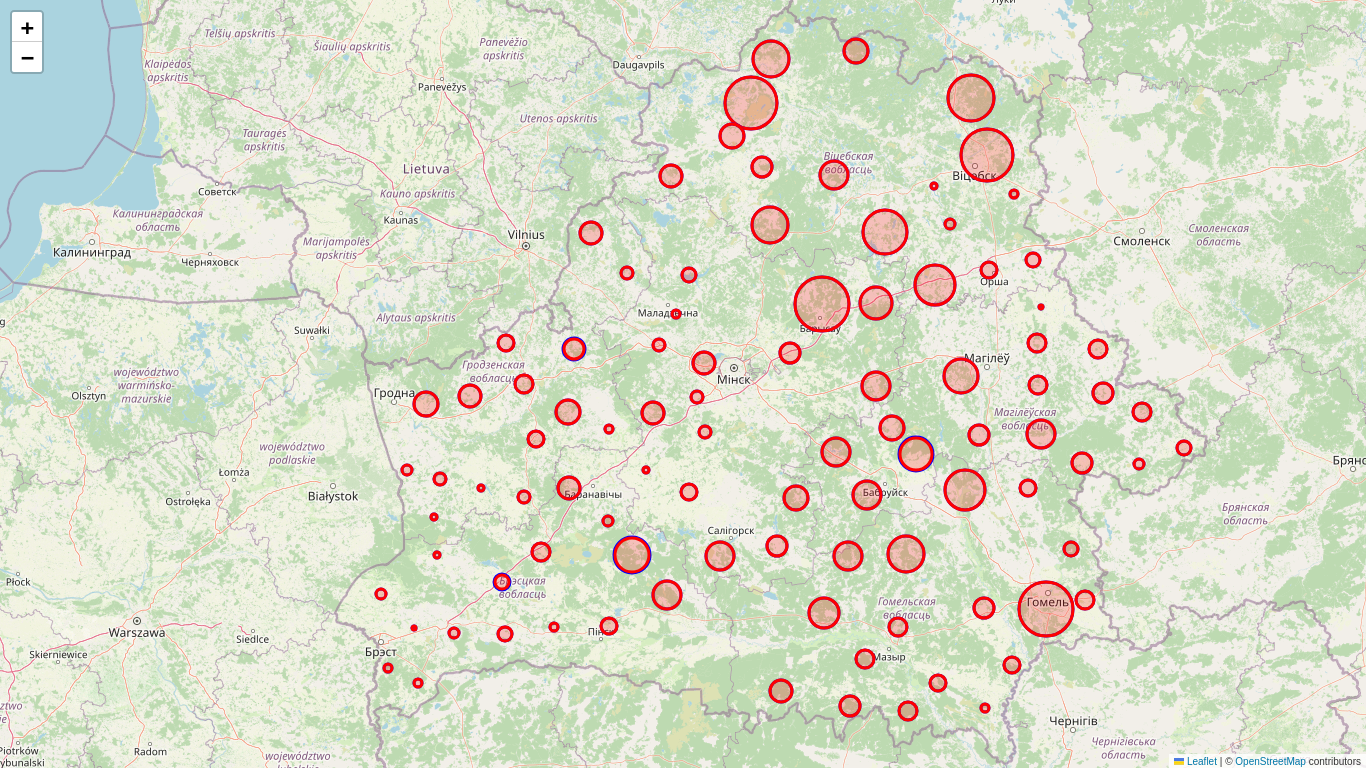 +
−
Луки
Telšių apskritis
Šiaulių apskritis
Panevėžio
apskritis
Daugavpils
Klaipėdos
apskritis
Panevėžys
Utenos apskritis
Tauragės
apskritis
Lietuva
Віцебская
вобласць
Віцебск
Советск
Kauno apskritis
Калининградская
область
Kaunas
Vilnius
Marijampolės
apskritis
Смоленск
Смоленская
область
Калининград
Черняховск
Орша
Маладзечна
Alytaus apskritis
Suwałki
Барысаў
Магілёў
Гродзенская
вобласць
Мінск
województwo
warmińsko-
mazurskie
Olsztyn
Гродна
Магілёўская
вобласць
województwo
podlaskie
Łomża
Брянс
Białystok
Ostrołęka
Баранавічы
Бабруйск
Брянская
область
Салігорск
Płock
Брэсцкая
вобласць
Гомельская
вобласць
Гомель
Warszawa
Siedlce
Пінск
Skierniewice
Брэст
Мазыр
Чернігів
Piotrków
rybunalski
Radom
województwo
Чернігівська
область
Leaflet | © OpenStreetMap contributors